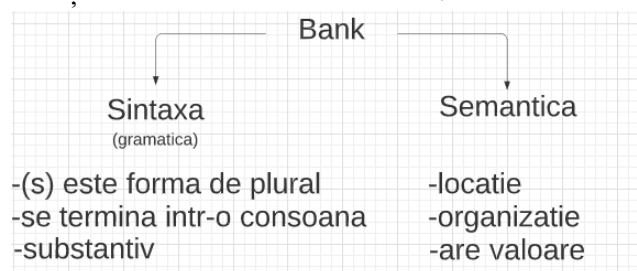 Bank
Sintaxa
(gramatica)
-(s) este forma de plural
-se termina intr-o consoana
-substantiv
Semantica
-locatie
-organizatie
-are valoare